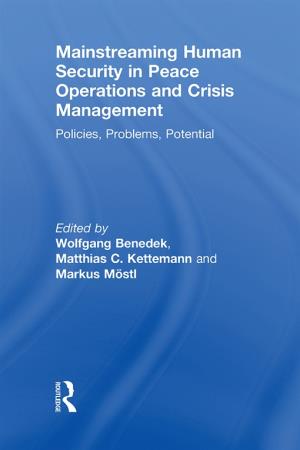 Mainstreaming Human
Security in Peace
Operations and Crisis
Management
Policies, Problems, Potential
Edited by
Wolfgang Benedek,
Matthias C. Kettemann and
Markus Möstl
R
ROUTLEDGE